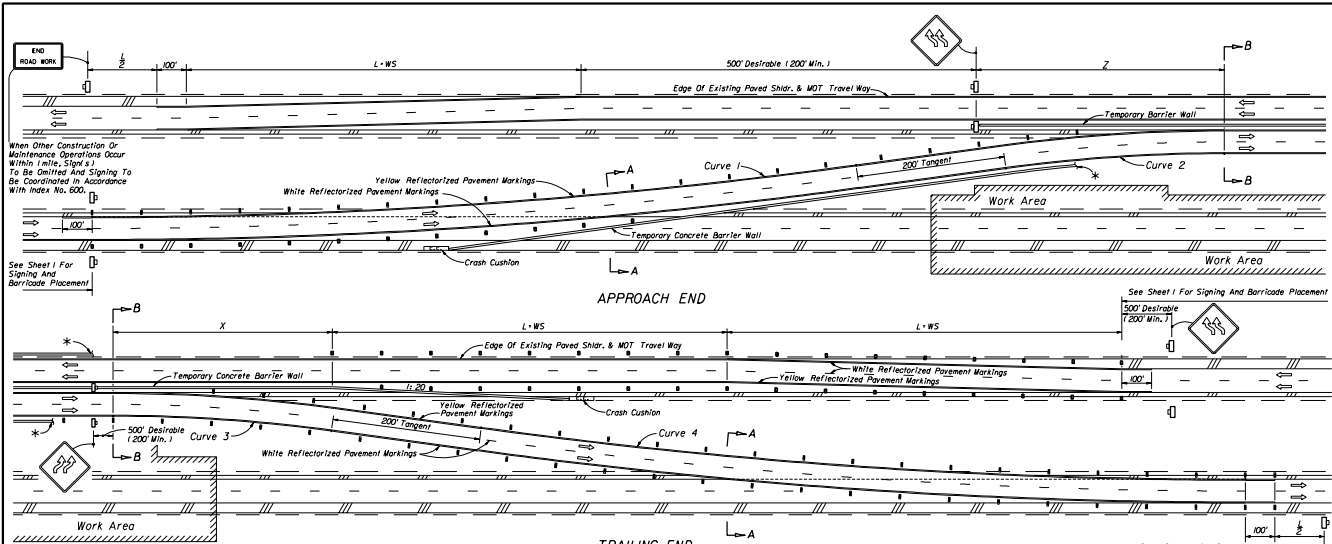 END
ROAD WORK
L
2
100'
L=WS
500' Desirable (200' Min.)
Z
B
Edge Of Existing Paved Shldr. & MOT Travel Way
Temporary Barrier Wall
When Other Construction Or
Maintenance Operations Occur
Within 1 mile, Sign(s)
To Be Omitted And Signing To
Be Coordinated In Accordance
With Index No. 600.
A
Curve 1
200' Tangent
Curve 2
*
B
Yellow Reflectorized Pavement Markings
White Reflectorized Pavement Markings
Work Area
100'
Temporary Concrete Barrier Wall
Crash Cushion
A
Work Area
See Sheet 1 For
Signing And
Barricade Placement
APPROACH END
See Sheet 1 For Signing And Barricade Placement
B
X
L=WS
L=WS
500' Desirable
(200' Min.)
*
Edge Of Existing Paved Shldr. & MOT Travel Way
White Reflectorized Pavement Markings
Yellow Reflectorized Pavement Markings
Temporary Concrete Barrier Wall
1: 20
100'
Crash Cushion
Yellow Reflectorized
Pavement Markings
200' Tangent
*
500' Desirable
(200' Min.)
Curve 3
Curve 4
A
B
White Reflectorized Pavement Markings
Work Area
A
100'
L
2
TRAILING END